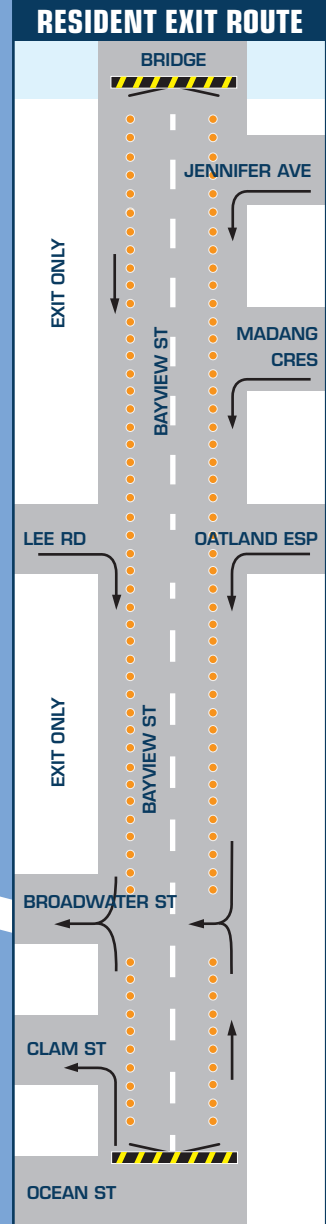 RESIDENT EXIT ROUTE
BRIDGE
JENNIFER AVE
EXIT ONLY
BAYVIEW ST
MADANG
CRES
LEE RD
OATLAND ESP
EXIT ONLY
BAYVIEW ST
BROADWATER ST
CLAM ST
OCEAN ST